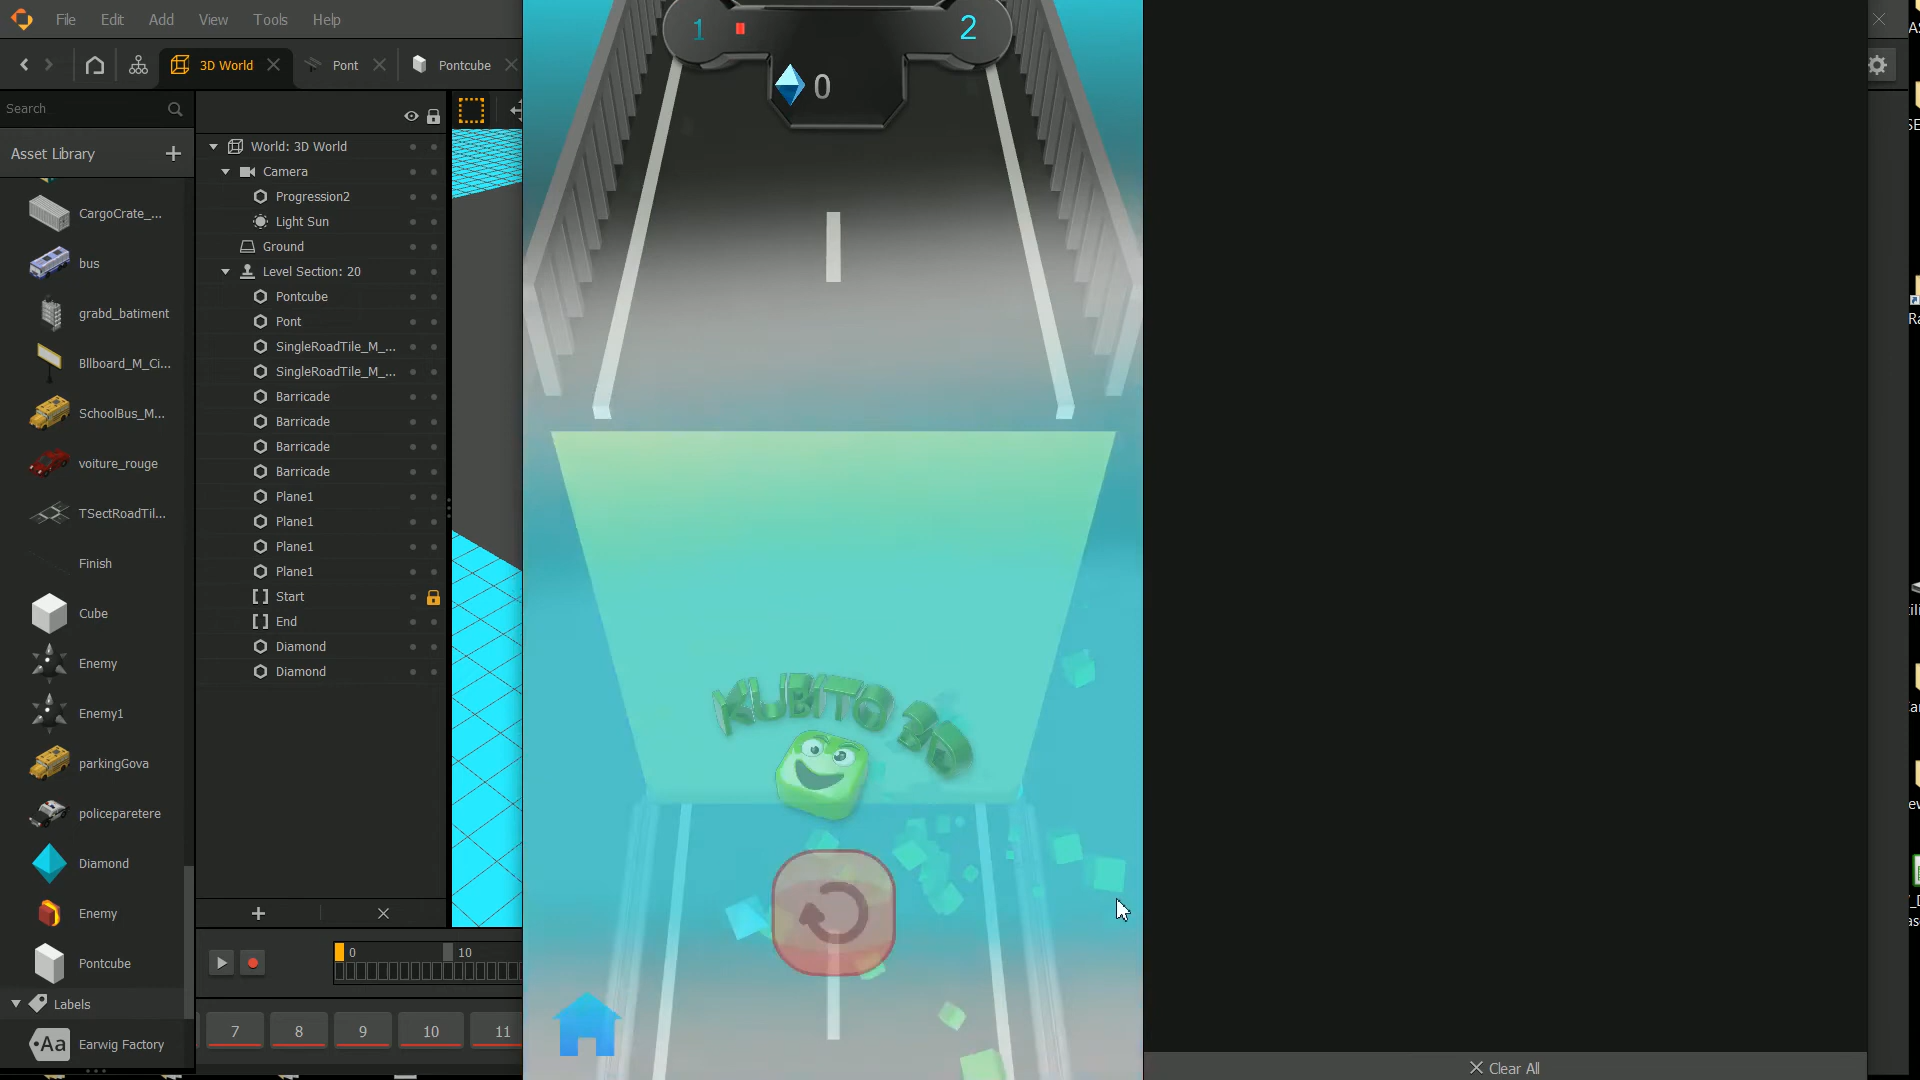 File Edit Add View Tools Help
3D World Pont Pontcube
Search
Asset Library
CargoCrate_...
bus
grabd_batiment
Bllboard_M_Ci...
SchoolBus_M...
voiture_rouge
TSectRoadTil...
Finish
Cube
Enemy
Enemy1
parkingGova
policeparetere
Diamond
Enemy
Pontcube
Labels
Aa Earwig Factory
World: 3D World
Camera
Progression2
Light Sun
Ground
Level Section: 20
Pontcube
Pont
SingleRoadTile_M_...
SingleRoadTile_M_...
Barricade
Barricade
Barricade
Barricade
Plane1
Plane1
Plane1
Plane1
Start
End
Diamond
Diamond
0 10
7 8 9 10 11
1 2
0
KUBITO 3D
Clear All